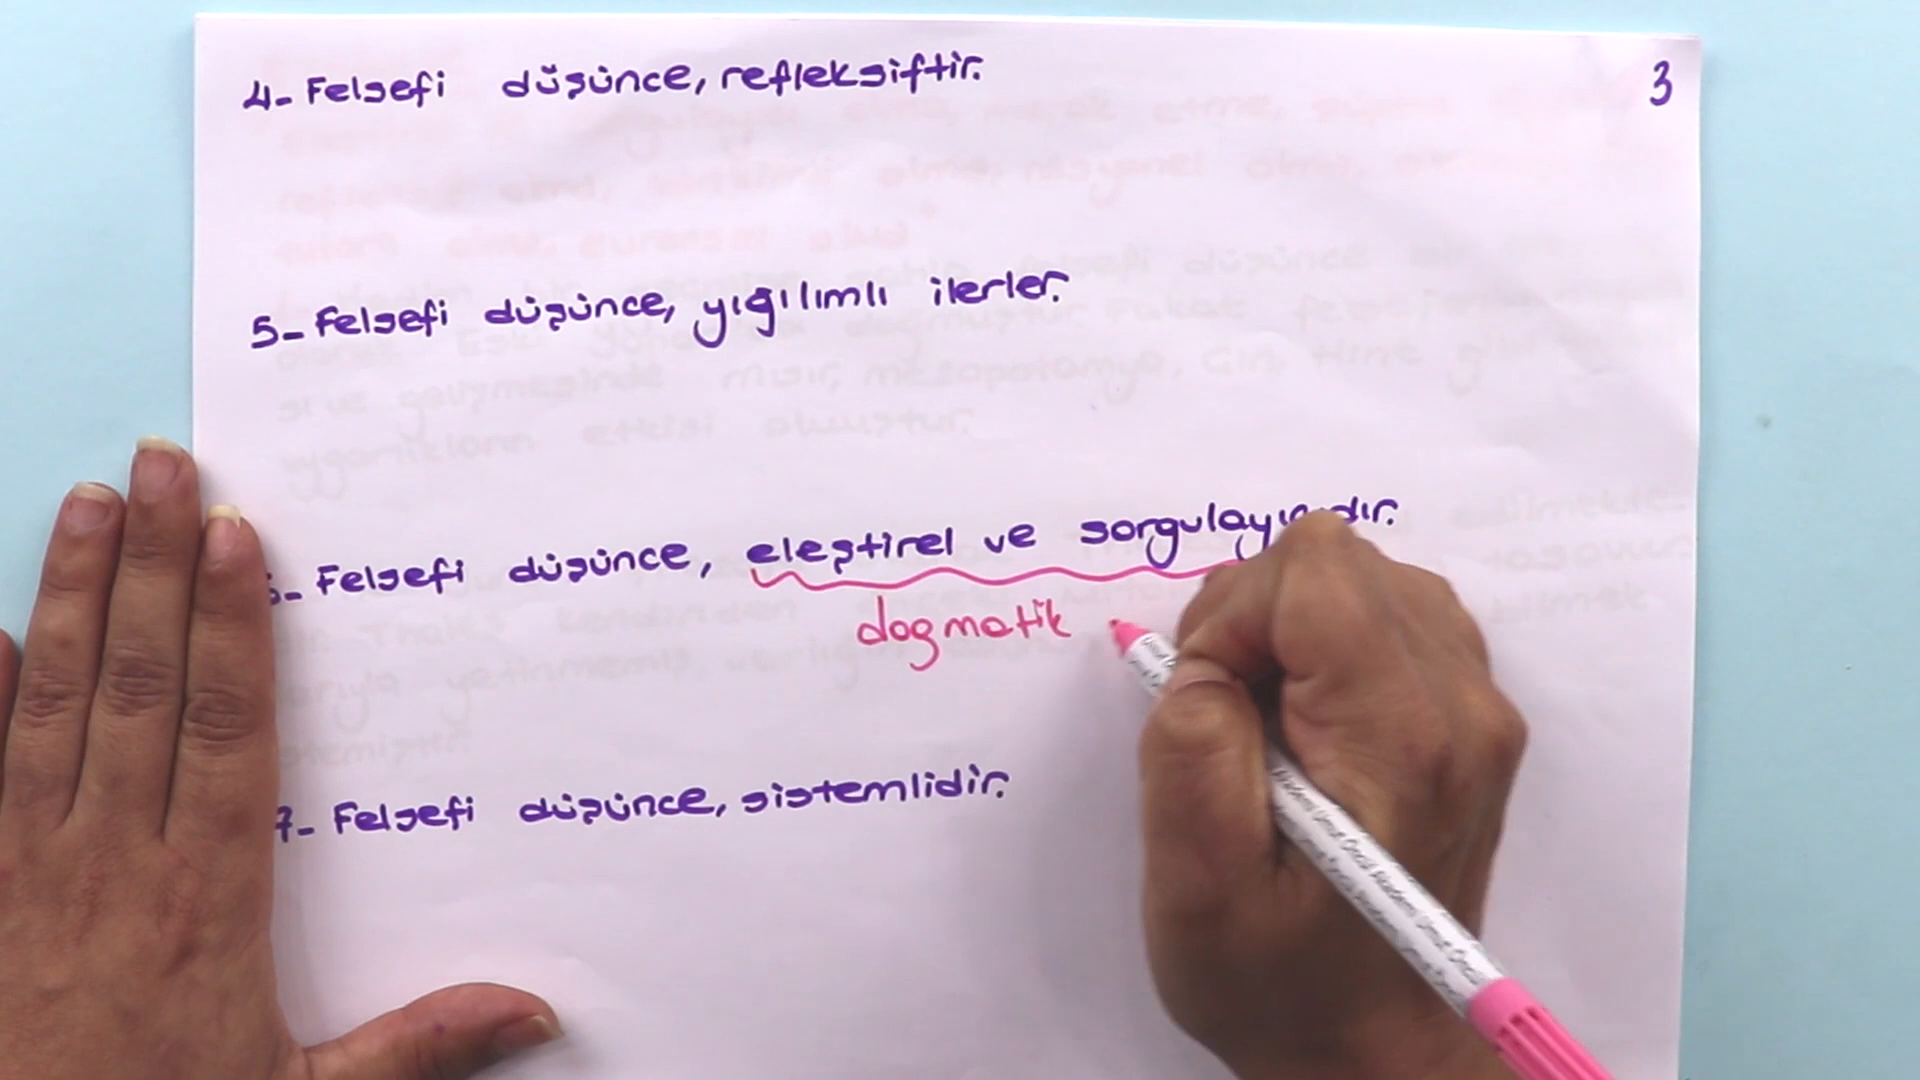 3
4- Felsefi düşünce, refleksiftir.
5- Felsefi düşünce, yığılımlı ilerler.
6- Felsefi düşünce, eleştirel ve sorgulayıcıdır.
dogmatik
7- Felsefi düşünce, sistemlidir.